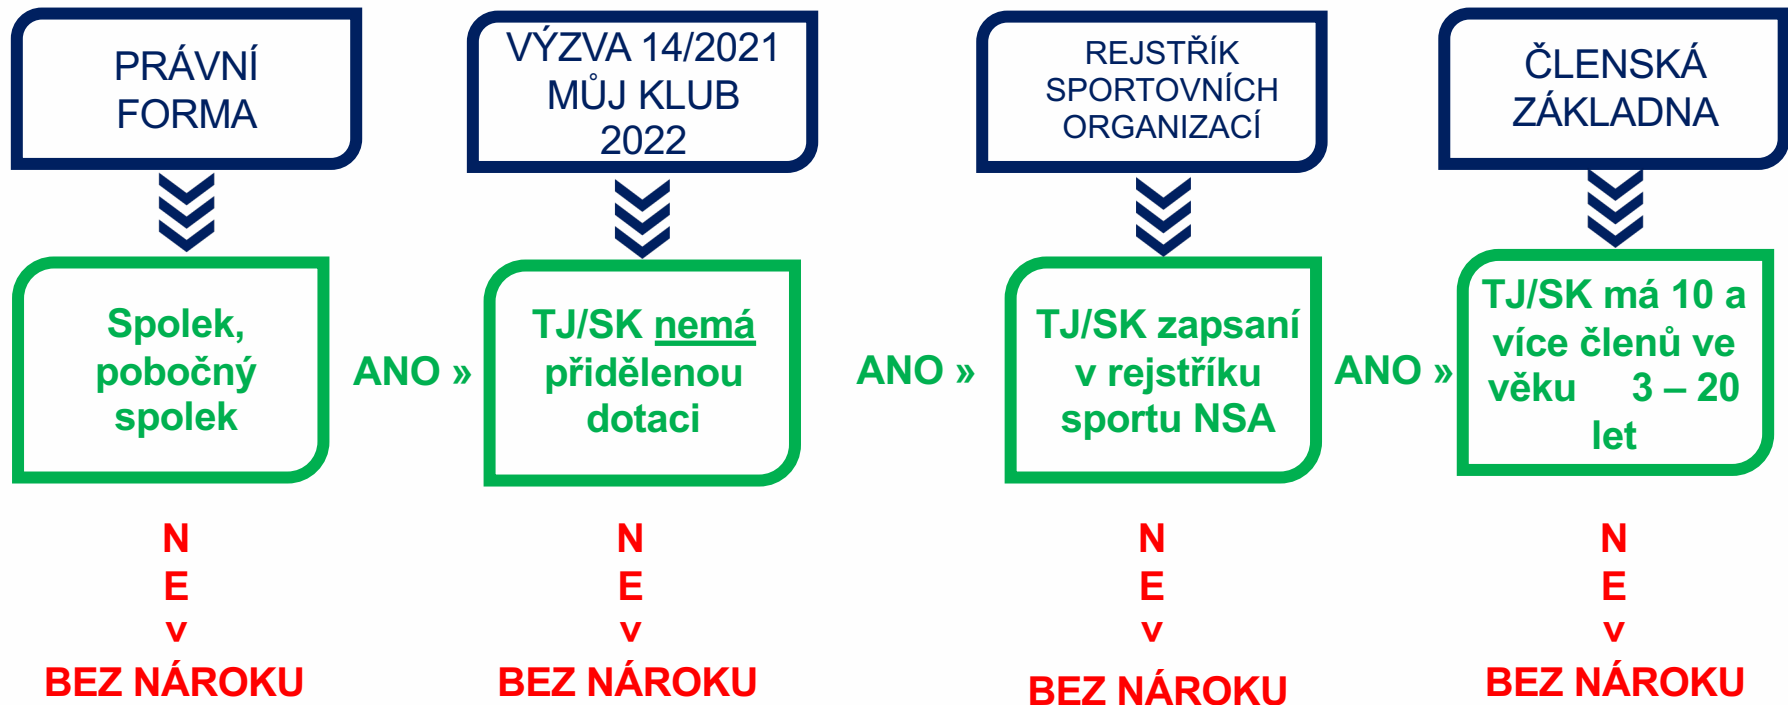 PRÁVNÍ
FORMA
VÝZVA 14/2021
MŮJ KLUB
2022
REJSTŘÍK
SPORTOVNÍCH
ORGANIZACÍ
ČLENSKÁ
ZÁKLADNA
Spolek,
pobočný
spolek
ANO »
TJ/SK nemá
přidělenou
dotaci
ANO »
TJ/SK zapsaní
v rejstříku
sportu NSA
ANO »
TJ/SK má 10 a
více členů ve
věku 3 – 20
let
N
E
v
BEZ NÁROKU
N
E
v
BEZ NÁROKU
N
E
v
BEZ NÁROKU
N
E
v
BEZ NÁROKU